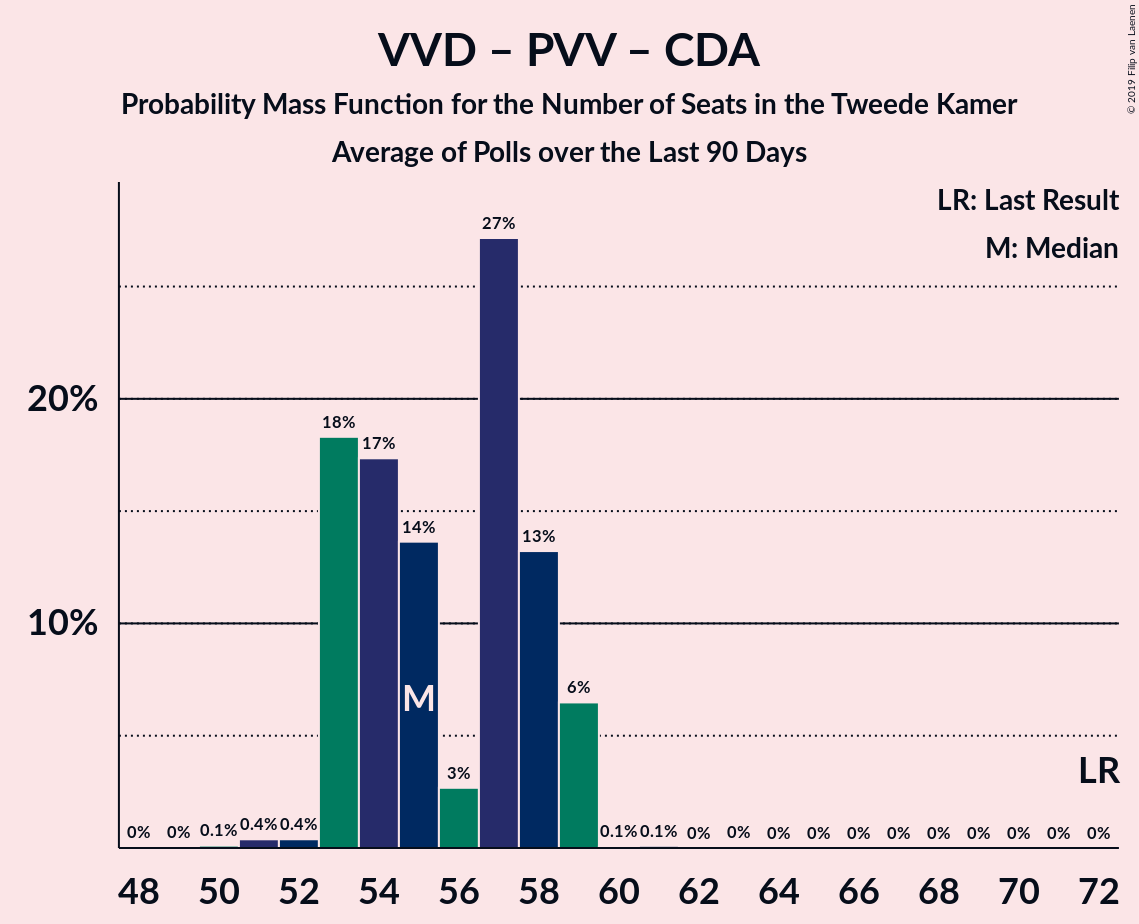 VVD – PVV – CDA
Probability Mass Function for the Number of Seats in the Tweede Kamer
Average of Polls over the Last 90 Days
© 2019 Filip van Laenen
LR: Last Result
M: Median
27%
20%
18%
17%
14%
13%
10%
M
6%
3%
LR
0% 0% 0.1% 0.4% 0.4% 0.1% 0.1% 0% 0% 0% 0% 0% 0% 0% 0% 0% 0% 0%
48 50 52 54 56 58 60 62 64 66 68 70 72